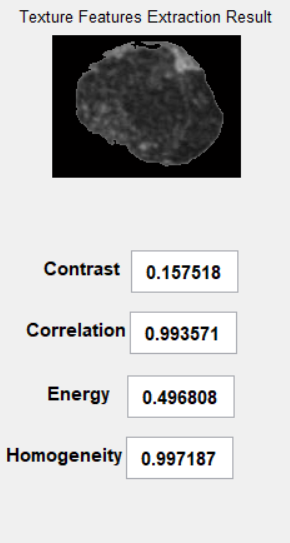 Texture Features Extraction Result
Contrast 0.157518
Correlation 0.993571
Energy 0.496808
Homogeneity 0.997187